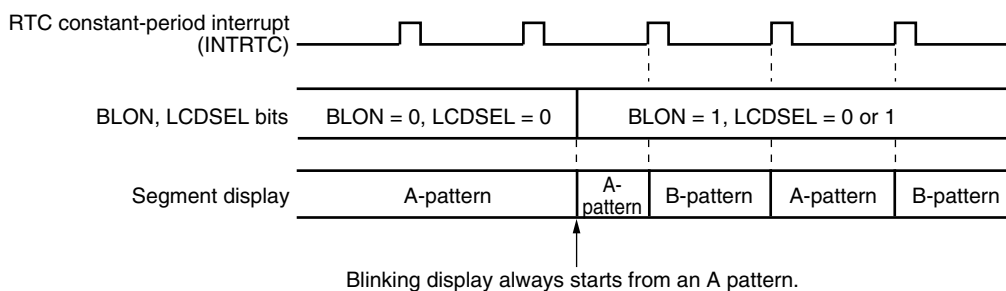 RTC constant-period interrupt
(INTRTC)
BLON, LCDSEL bits
BLON = 0, LCDSEL = 0
BLON = 1, LCDSEL = 0 or 1
Segment display
A-pattern
A-
pattern
B-pattern
A-pattern
B-pattern
Blinking display always starts from an A pattern.